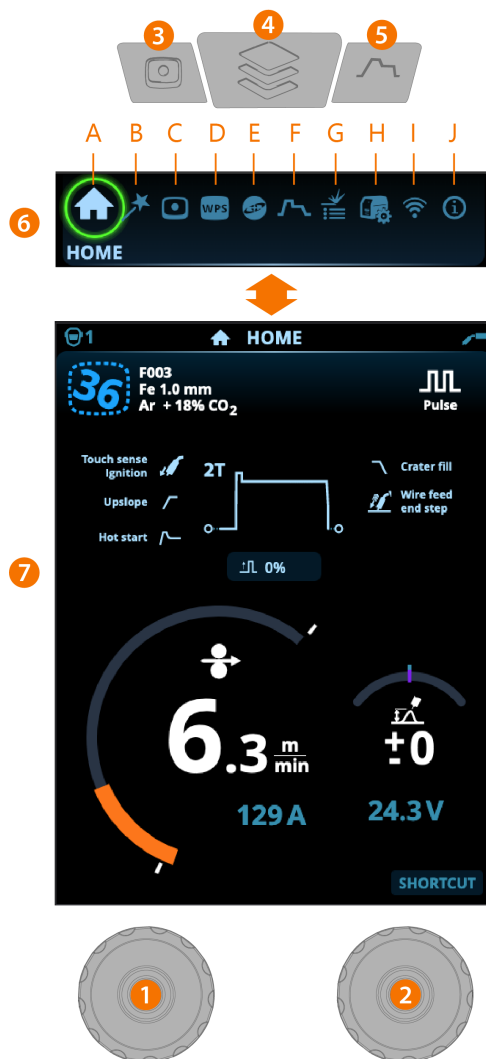 4
3
5
A B C D E F G H I J
WPS
6
HOME
1 HOME
36
F003
Fe 1.0 mm
Ar + 18% CO2
Pulse
Touch sense
Ignition
2T
Crater fill
Upslope
Wire feed
end step
Hot start
7
0%
6.3 m
min
±0
129 A
24.3 V
SHORTCUT
1
2